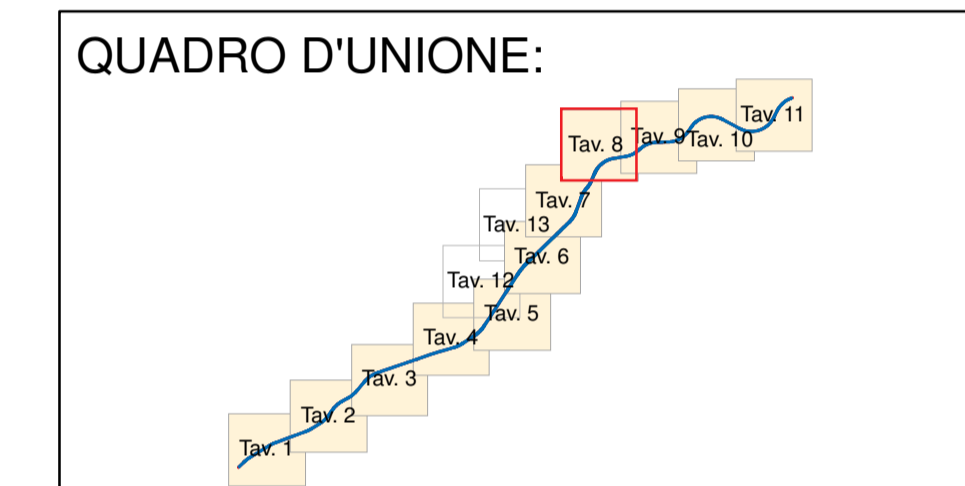 QUADRO D'UNIONE:
Tav. 11
Tav. 8
Tav. 9
Tav. 10
Tav. 7
Tav. 13
Tav. 6
Tav. 12
Tav. 5
Tav. 4
Tav. 3
Tav. 2
Tav. 1